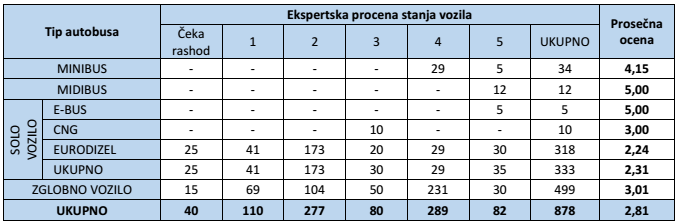 Tip autobusa Ekspertska procena stanja vozila Prosečna ocena
Čeka rashod 1 2 3 4 5 UKUPNO
MINIBUS - - - - 29 5 34 4,15
MIDIBUS - - - - - 12 12 5,00
SOLO VOZILO
E-BUS - - - - - 5 5 5,00
CNG - - - 10 - - 10 3,00
EURODIZEL 25 41 173 20 29 30 318 2,24
UKUPNO 25 41 173 30 29 35 333 2,31
ZGLOBNO VOZILO 15 69 104 50 231 30 499 3,01
UKUPNO 40 110 277 80 289 82 878 2,81